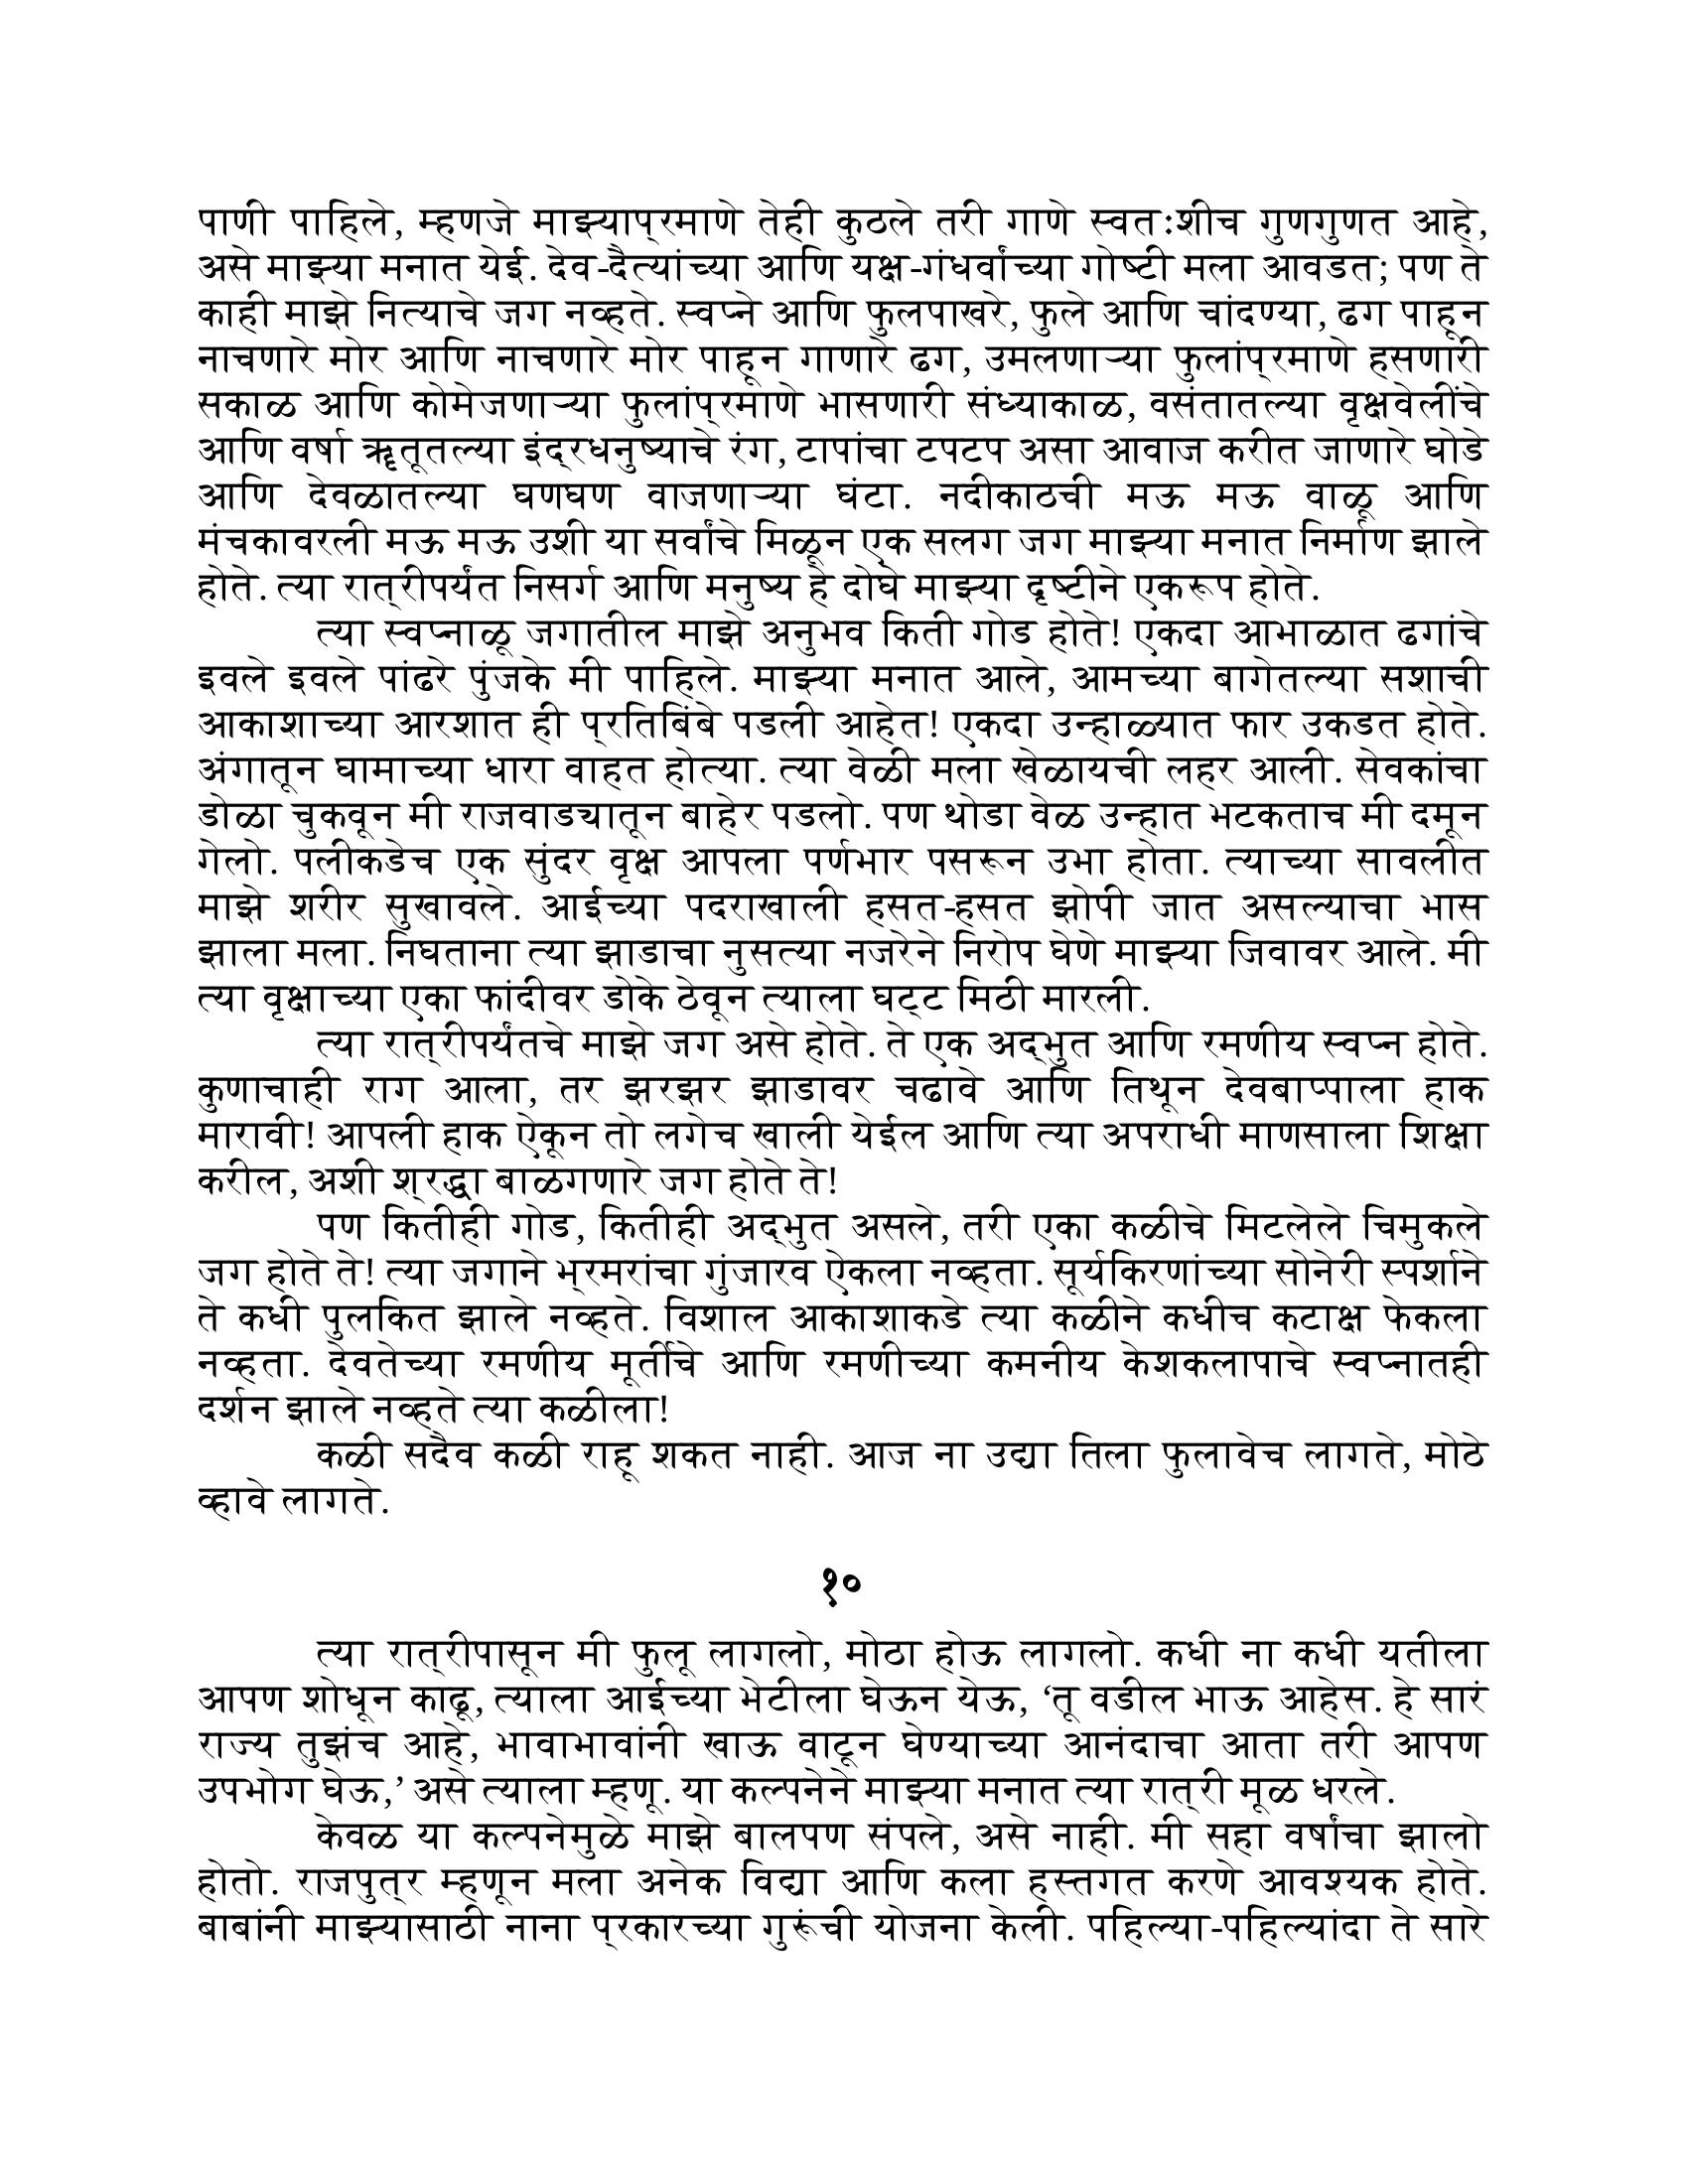 पाणी पाहिले, म्हणजे माझ्याप्रमाणे तेही कुठले तरी गाणे स्वतःशीच गुणगुणत आहे,
असे माझ्या मनात येई. देव-दैत्यांच्या आणि यक्ष-गंधर्वांच्या गोष्टी मला आवडत; पण ते
काही माझे नित्याचे जग नव्हते. स्वप्ने आणि फुलपाखरे, फुले आणि चांदण्या, ढग पाहून
नाचणारे मोर आणि नाचणारे मोर पाहून गाणारे ढग, उमलणाऱ्या फुलांप्रमाणे हसणारी
सकाळ आणि कोमेजणाऱ्या फुलांप्रमाणे भासणारी संध्याकाळ, वसंतातल्या वृक्षवेलींचे
आणि वर्षा ॠतूतल्या इंद्रधनुष्याचे रंग, टापांचा टपटप असा आवाज करीत जाणारे घोडे
आणि देवळातल्या घणघण वाजणाऱ्या घंटा. नदीकाठची मऊ मऊ वाळू आणि
मंचकावरली मऊ मऊ उशी या सर्वांचे मिळून एक सलग जग माझ्या मनात निर्माण झाले
होते. त्या रात्रीपर्यंत निसर्ग आणि मनुष्य हे दोघे माझ्या दृष्टीने एकरूप होते.
त्या स्वप्नाळू जगातील माझे अनुभव किती गोड होते! एकदा आभाळात ढगांचे
इवले इवले पांढरे पुंजके मी पाहिले. माझ्या मनात आले, आमच्या बागेतल्या सशाची
आकाशाच्या आरशात ही प्रतिबिंबे पडली आहेत! एकदा उन्हाळ्यात फार उकडत होते.
अंगातून घामाच्या धारा वाहत होत्या. त्या वेळी मला खेळायची लहर आली. सेवकांचा
डोळा चुकवून मी राजवाड्यातून बाहेर पडलो. पण थोडा वेळ उन्हात भटकताच मी दमून
गेलो. पलीकडेच एक सुंदर वृक्ष आपला पर्णभार पसरून उभा होता. त्याच्या सावलीत
माझे शरीर सुखावले. आईच्या पदराखाली हसत-हसत झोपी जात असल्याचा भास
झाला मला. निघताना त्या झाडाचा नुसत्या नजरेने निरोप घेणे माझ्या जिवावर आले. मी
त्या वृक्षाच्या एका फांदीवर डोके ठेवून त्याला घट्ट मिठी मारली.
त्या रात्रीपर्यंतचे माझे जग असे होते. ते एक अद्भुत आणि रमणीय स्वप्न होते.
कुणाचाही राग आला, तर झरझर झाडावर चढावे आणि तिथून देवबाप्पाला हाक
मारावी! आपली हाक ऐकून तो लगेच खाली येईल आणि त्या अपराधी माणसाला शिक्षा
करील, अशी श्रद्धा बाळगणारे जग होते ते!
पण कितीही गोड, कितीही अद्भुत असले, तरी एका कळीचे मिटलेले चिमुकले
जग होते ते! त्या जगाने भ्रमरांचा गुंजारव ऐकला नव्हता. सूर्यकिरणांच्या सोनेरी स्पर्शाने
ते कधी पुलकित झाले नव्हते. विशाल आकाशाकडे त्या कळीने कधीच कटाक्ष फेकला
नव्हता. देवतेच्या रमणीय मूर्तीचे आणि रमणीच्या कमनीय केशकलापाचे स्वप्नातही
दर्शन झाले नव्हते त्या कळीला!
कळी सदैव कळी राहू शकत नाही. आज ना उद्या तिला फुलावेच लागते, मोठे
व्हावे लागते.
१०
त्या रात्रीपासून मी फुलू लागलो, मोठा होऊ लागलो. कधी ना कधी यतीला
आपण शोधून काढू, त्याला आईच्या भेटीला घेऊन येऊ, ‘तू वडील भाऊ आहेस. हे सारं
राज्य तुझंच आहे, भावाभावांनी खाऊ वाटून घेण्याच्या आनंदाचा आता तरी आपण
उपभोग घेऊ,’ असे त्याला म्हणू. या कल्पनेने माझ्या मनात त्या रात्री मूळ धरले.
केवळ या कल्पनेमुळे माझे बालपण संपले, असे नाही. मी सहा वर्षांचा झालो
होतो. राजपुत्र म्हणून मला अनेक विद्या आणि कला हस्तगत करणे आवश्यक होते.
बाबांनी माझ्यासाठी नाना प्रकारच्या गुरूंची योजना केली. पहिल्या-पहिल्यांदा ते सारे